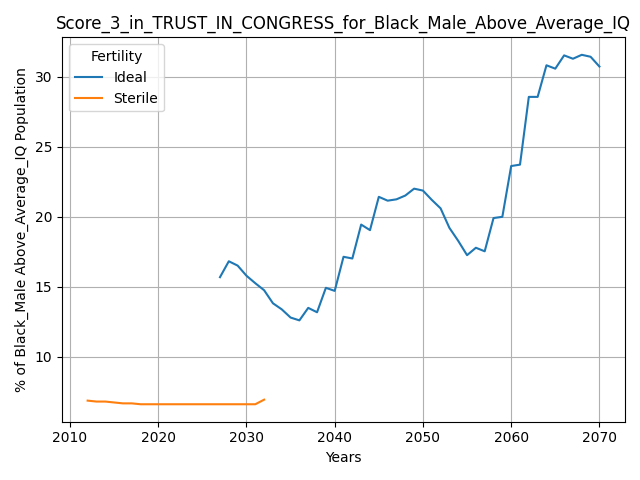 Score_3_in_TRUST_IN_CONGRESS_for_Black_Male_Above_Average_IQ
Fertility
Ideal
Sterile
% of Black_Male Above_Average_IQ Population
30
25
20
15
10
2010 2020 2030 2040 2050 2060 2070
Years